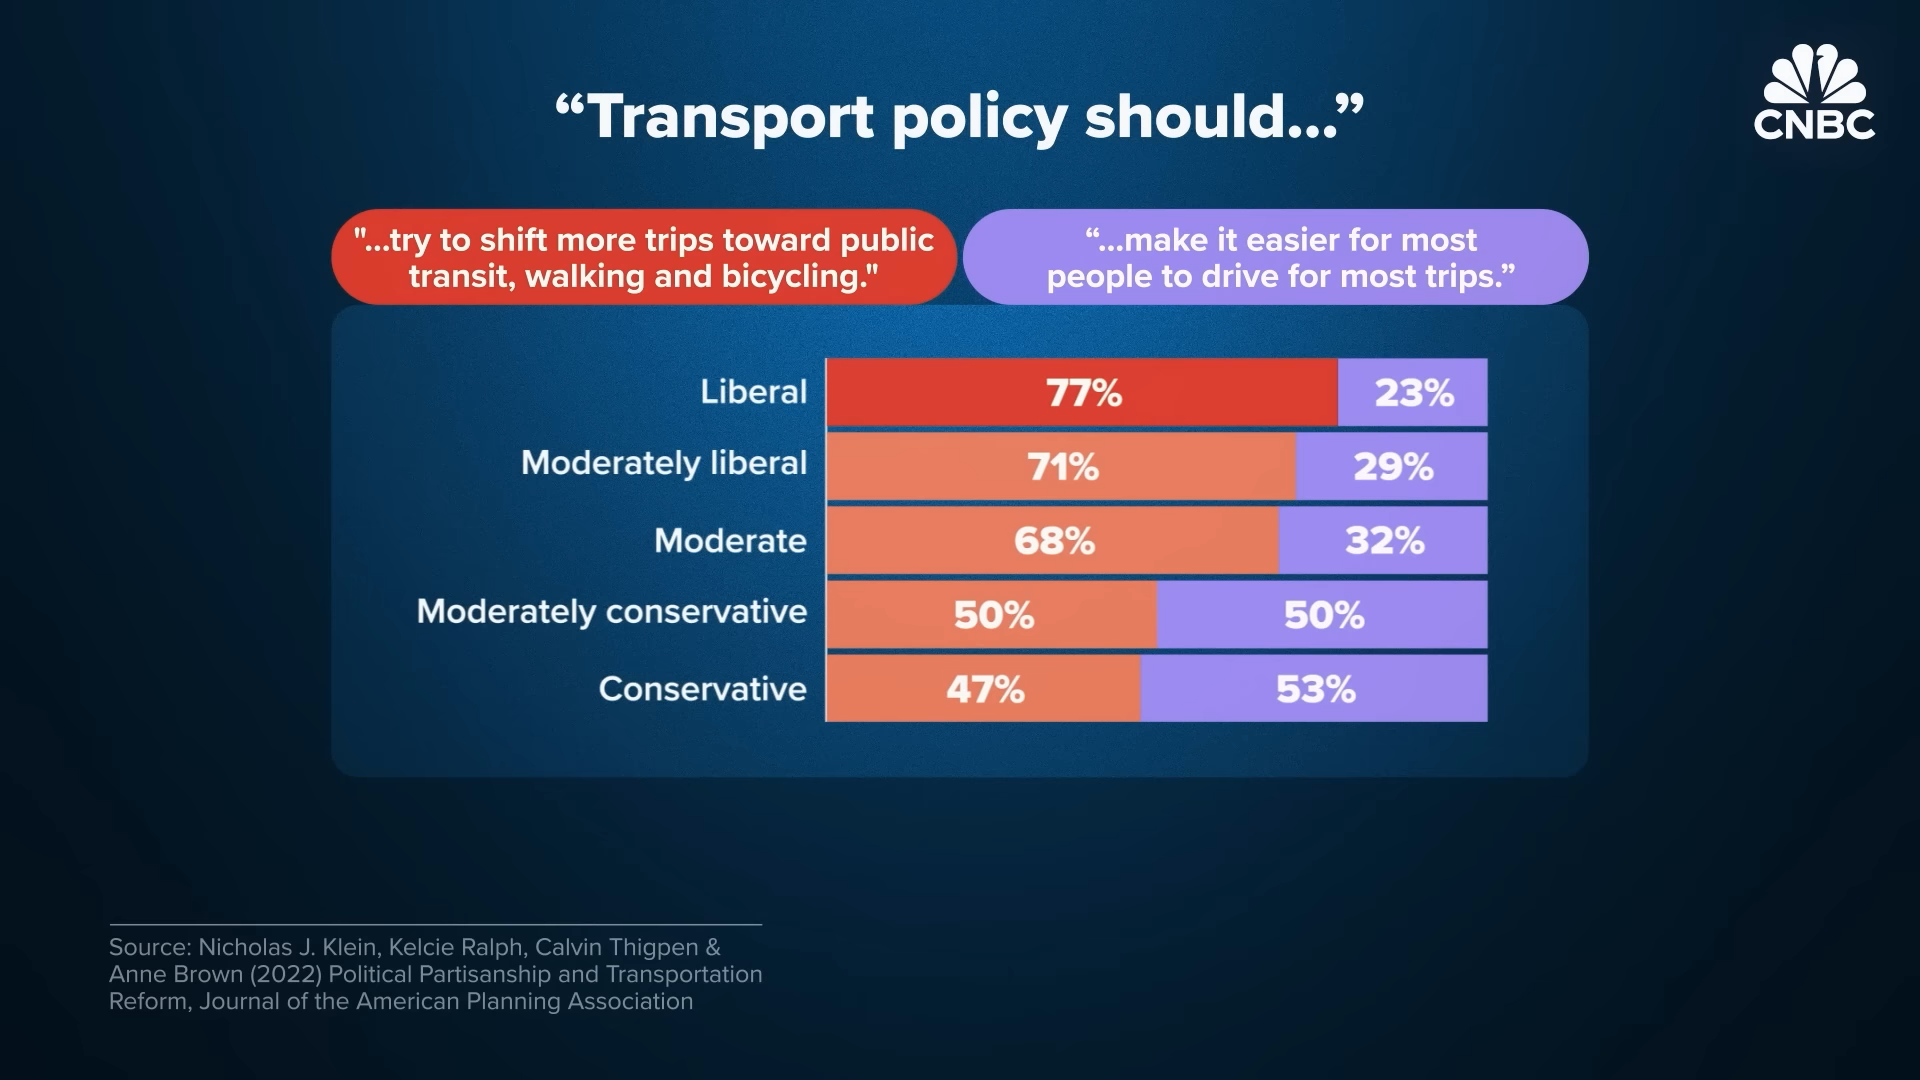 “Transport policy should...”
CNBC
"...try to shift more trips toward public
transit, walking and bicycling."
“...make it easier for most
people to drive for most trips.”
Liberal 77% 23%
Moderately liberal 71% 29%
Moderate 68% 32%
Moderately conservative 50% 50%
Conservative 47% 53%
Source: Nicholas J. Klein, Kelcie Ralph, Calvin Thigpen &
Anne Brown (2022) Political Partisanship and Transportation
Reform, Journal of the American Planning Association